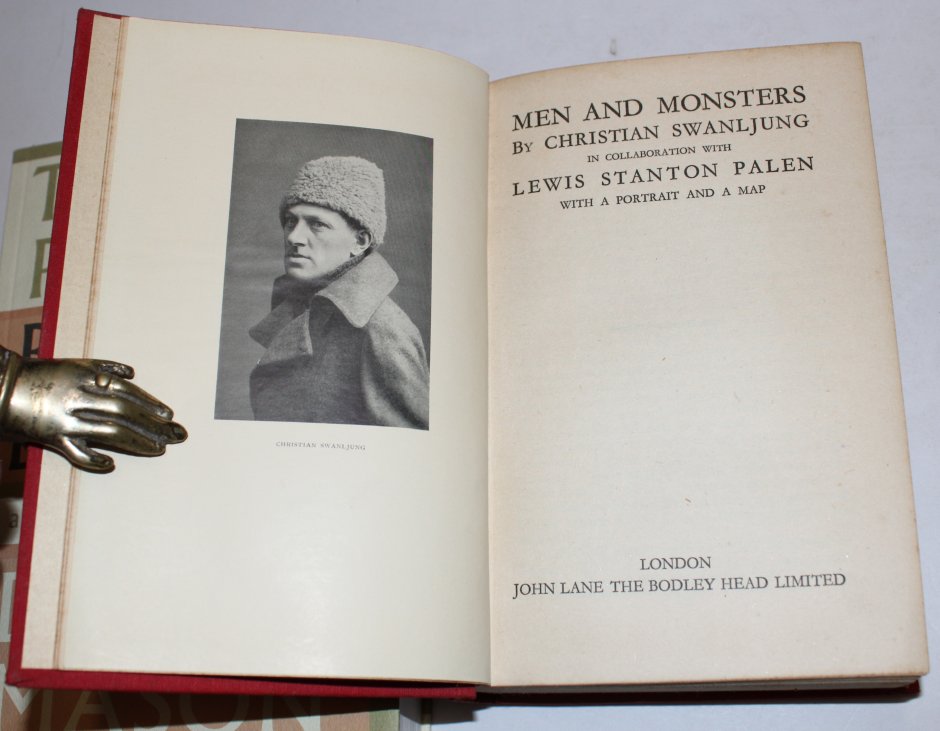 CHRISTIAN SWANLJUNG
MEN AND MONSTERS
BY CHRISTIAN SWANLJUNG
IN COLLABORATION WITH
LEWIS STANTON PALEN
WITH A PORTRAIT AND A MAP
LONDON
JOHN LANE THE BODLEY HEAD LIMITED
MASON